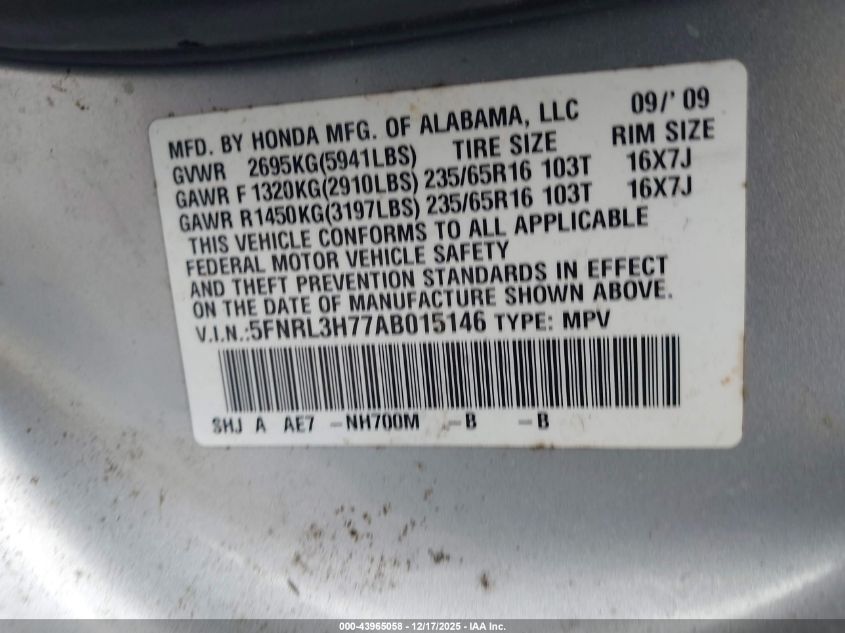 MFD. BY HONDA MFG. OF ALABAMA, LLC 09/' 09
GVWR 2695KG(5941LBS) TIRE SIZE RIM SIZE
GAWR F 1320KG(2910LBS) 235/65R16 103T 16X7J
GAWR R1450KG(3197LBS) 235/65R16 103T 16X7J
THIS VEHICLE CONFORMS TO ALL APPLICABLE
FEDERAL MOTOR VEHICLE SAFETY
AND THEFT PREVENTION STANDARDS IN EFFECT
ON THE DATE OF MANUFACTURE SHOWN ABOVE.
V.I.N.:5FNRL3H77AB015146 TYPE: MPV
SHJ A AE7 -NH700M -B -B
000-43965058 - 12/17/2025 - IAA Inc.